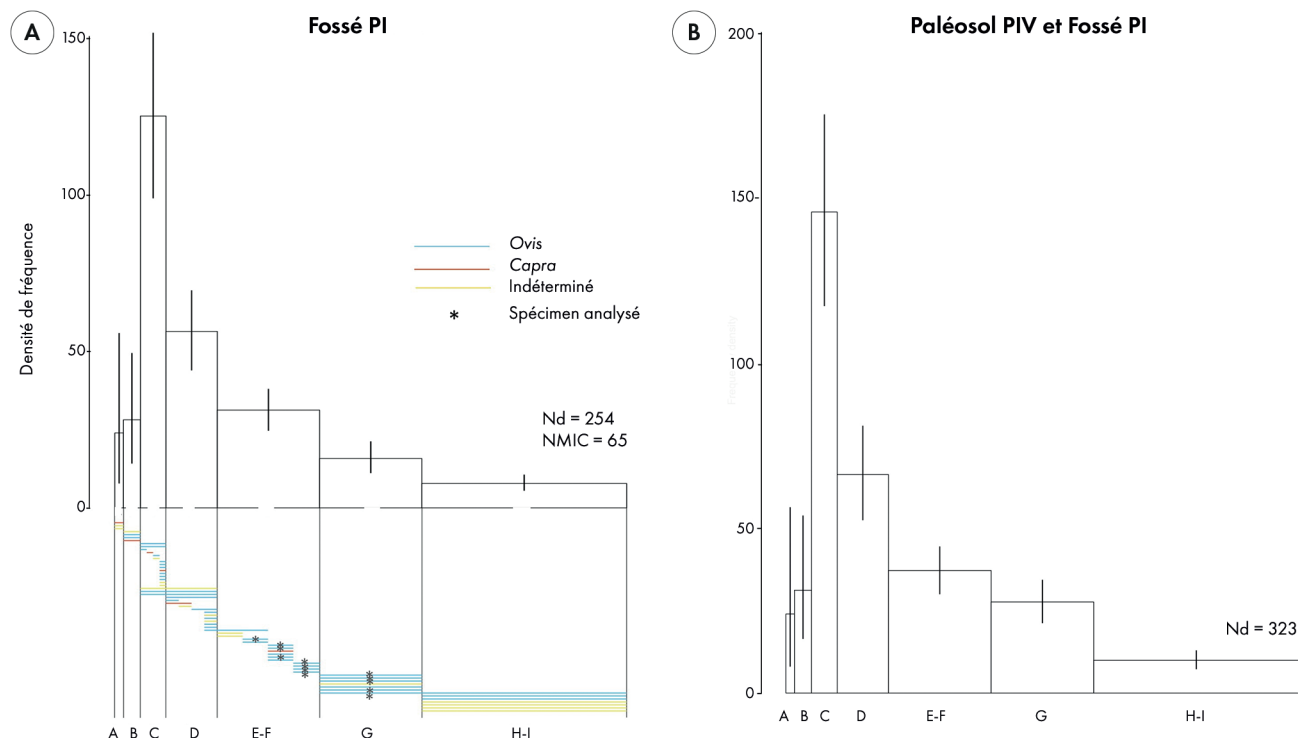 A
Fossé PI
150
100
50
0
Densité de fréquence
Ovis
Capra
Indéterminé
* Spécimen analysé
Nd = 254
NMIC = 65
A B C D E-F G H-I
B
Paléosol PIV et Fossé PI
200
150
100
50
0
Nd = 323
A B C D E-F G H-I